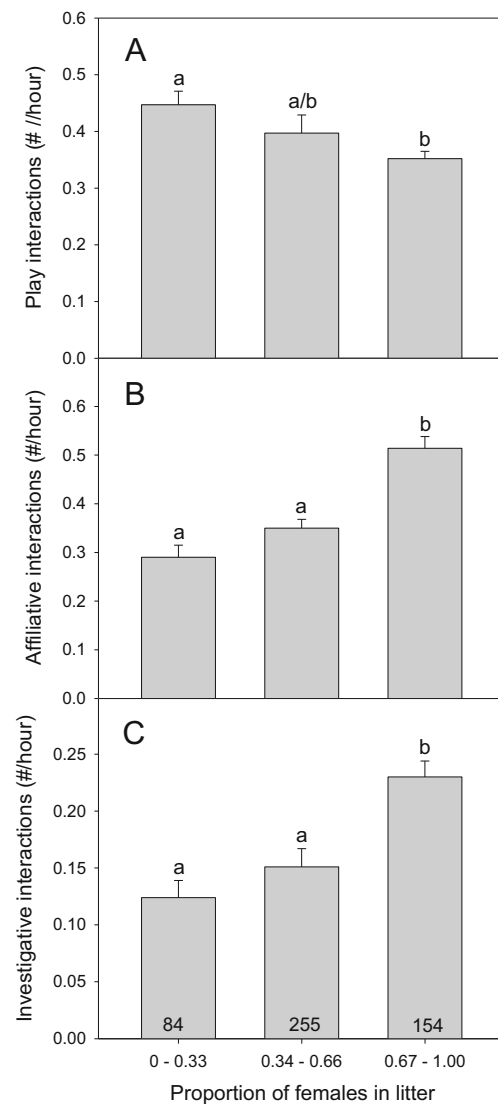 0.6
A
a
0.5
a/b
b
0.4
0.3
0.2
0.1
0.0
Play interactions (# //hour)
B
0.6
b
0.5
0.4
a
a
0.3
0.2
0.1
0.0
Affiliative interactions (#/hour)
C
0.25
b
0.20
a
a
0.15
0.10
0.05
0.00
84
255
154
Investigative interactions (#/hour)
0 - 0.33
0.34 - 0.66
0.67 - 1.00
Proportion of females in litter